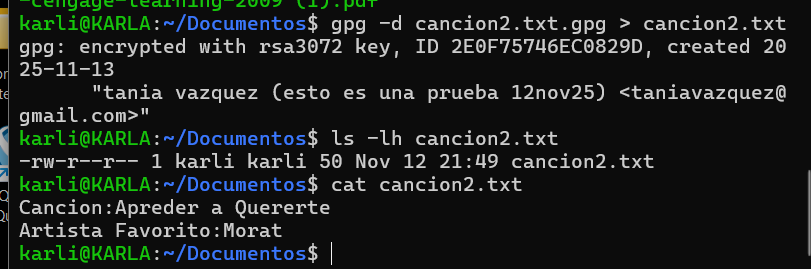 -cengage-learning-2009 (1).pdf
karli@KARLA:~/Documentos$ gpg -d cancion2.txt.gpg > cancion2.txt
gpg: encrypted with rsa3072 key, ID 2E0F75746EC0829D, created 20
25-11-13
      "tania vazquez (esto es una prueba 12nov25) <taniavazquez@
gmail.com>"
karli@KARLA:~/Documentos$ ls -lh cancion2.txt
-rw-r--r-- 1 karli karli 50 Nov 12 21:49 cancion2.txt
karli@KARLA:~/Documentos$ cat cancion2.txt
Cancion:Apreder a Quererte
Artista Favorito:Morat
karli@KARLA:~/Documentos$